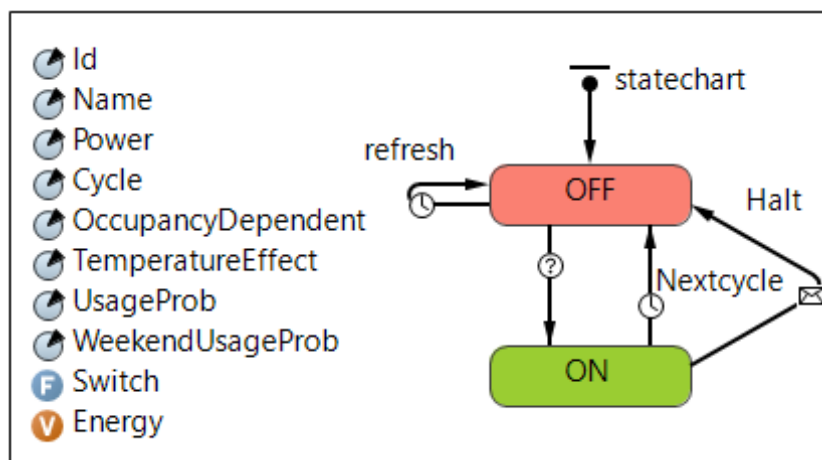 Id
Name
Power
Cycle
OccupancyDependent
TemperatureEffect
UsageProb
WeekendUsageProb
F Switch
V Energy
statechart
refresh
OFF
Halt
?
Nextcycle
ON